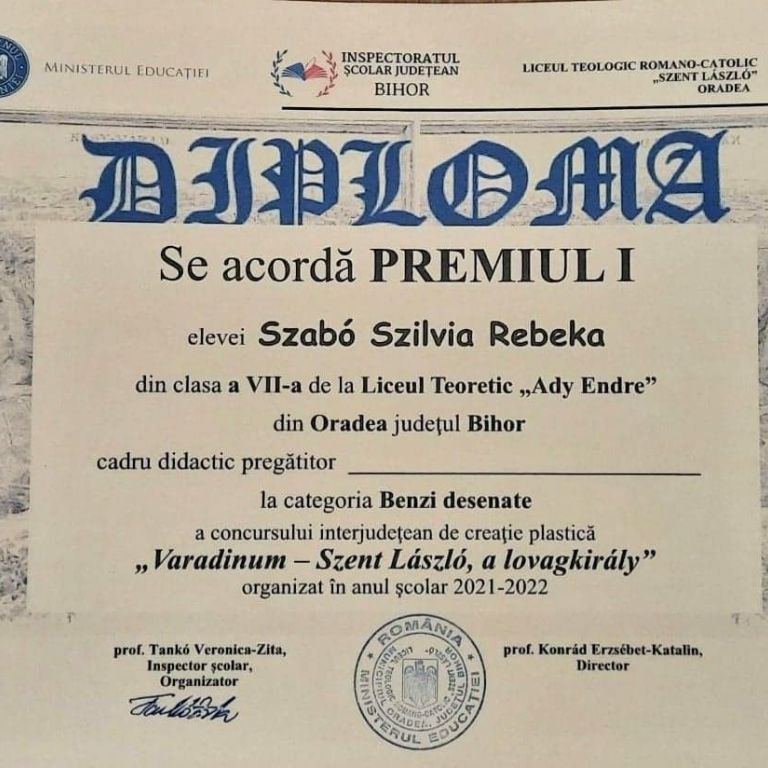 MINISTERUL EDUCAȚIEI
INSPECTORATUL
ȘCOLAR JUDEȚEAN
BIHOR
LICEUL TEOLOGIC ROMANO-CATOLIC
„SZENT LÁSZLÓ”
ORADEA
DIPLOMA
Se acordă PREMIUL I
elevei Szabó Szilvia Rebeka
din clasa a VII-a de la Liceul Teoretic „Ady Endre”
din Oradea județul Bihor
cadru didactic pregătitor
la categoria Benzi desenate
a concursului interjudețean de creație plastică
„Varadinum – Szent László, a lovagkirály”
organizat în anul școlar 2021-2022
prof. Tankó Veronica-Zita,
Inspector școlar,
Organizator
prof. Konrád Erzsébet-Katalin,
Director
ROMÂNIA
MINISTERUL EDUCAȚIEI